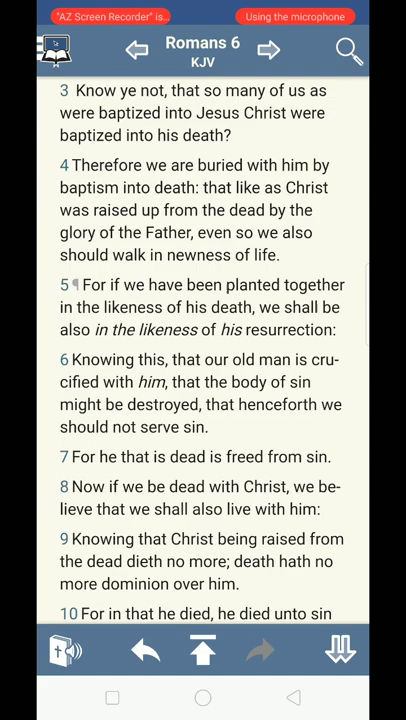 "AZ Screen Recorder" is...
Using the microphone
Romans 6
KJV
3 Know ye not, that so many of us as
were baptized into Jesus Christ were
baptized into his death?
4 Therefore we are buried with him by
baptism into death: that like as Christ
was raised up from the dead by the
glory of the Father, even so we also
should walk in newness of life.
5 ¶ For if we have been planted together
in the likeness of his death, we shall be
also in the likeness of his resurrection:
6 Knowing this, that our old man is cru-
cified with him, that the body of sin
might be destroyed, that henceforth we
should not serve sin.
7 For he that is dead is freed from sin.
8 Now if we be dead with Christ, we be-
lieve that we shall also live with him:
9 Knowing that Christ being raised from
the dead dieth no more; death hath no
more dominion over him.
10 For in that he died, he died unto sin